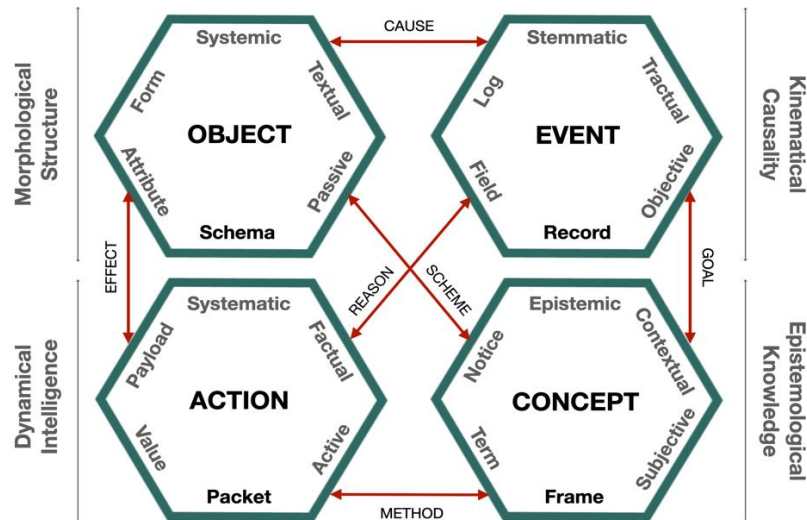 Morphological
Structure
Systemic
Form
Textual
OBJECT
Attribute
Passive
Schema
CAUSE
Stemmatic
Log
Tractual
EVENT
Field
Objective
Record
Kinematical
Causality
EFFECT
REASON
SCHEME
GOAL
Dynamical
Intelligence
Systematic
Payload
Factual
ACTION
Value
Active
Packet
METHOD
Epistemic
Notice
Contextual
CONCEPT
Term
Subjective
Frame
Epistemological
Knowledge